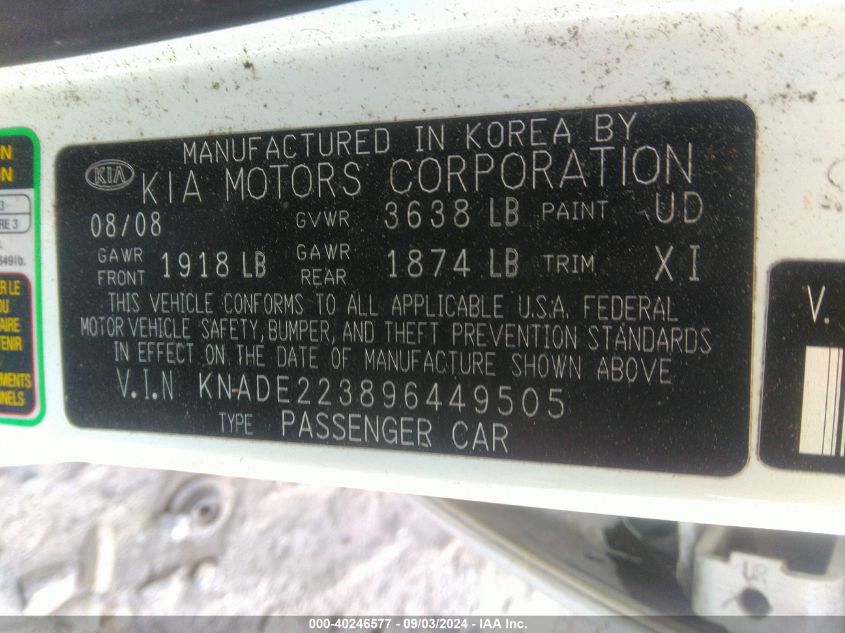 MANUFACTURED IN KOREA BY
KIA KIA MOTORS CORPORATION
08/08 GVWR 3638 LB PAINT UD
GAWR FRONT 1918 LB GAWR REAR 1874 LB TRIM XI
THIS VEHICLE CONFORMS TO ALL APPLICABLE U.S.A. FEDERAL
MOTOR VEHICLE SAFETY, BUMPER, AND THEFT PREVENTION STANDARDS
IN EFFECT ON THE DATE OF MANUFACTURE SHOWN ABOVE
V.I.N KNADE223896449505
TYPE PASSENGER CAR
V.
UR
000-40246577 - 09/03/2024 - IAA Inc.